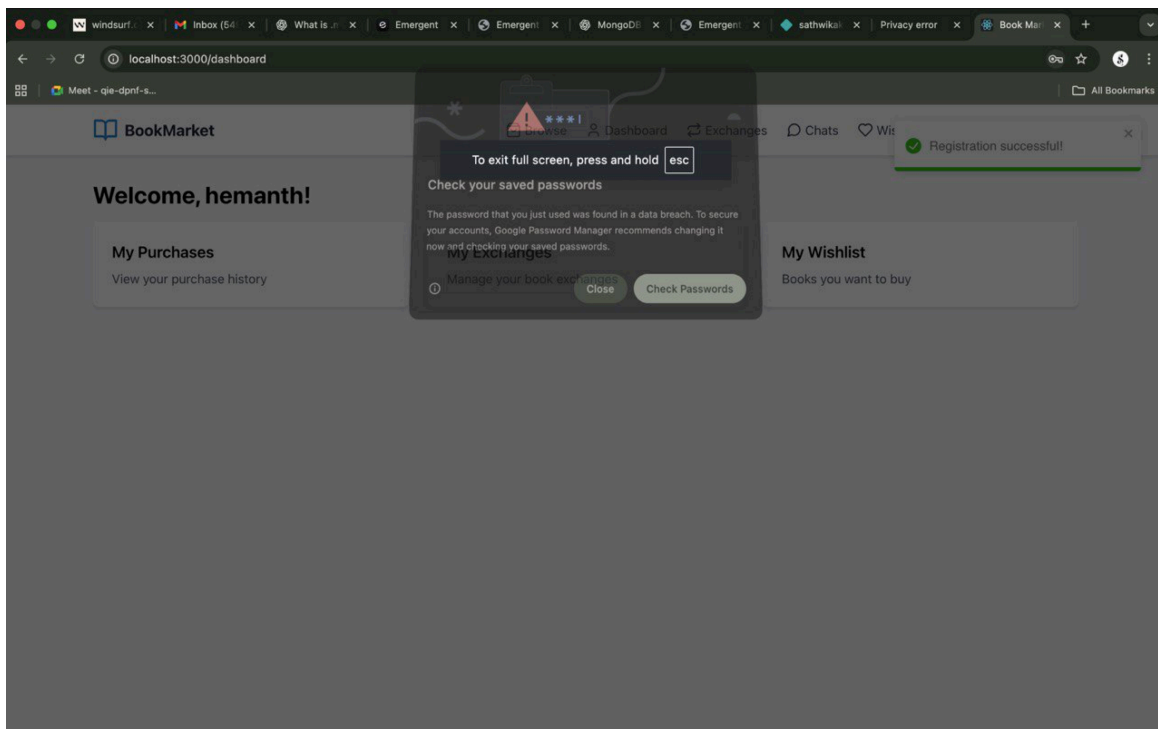 windsurf.
Inbox (54
What is .
Emergent
Emergent
MongoDB
Emergent
sathwika
Privacy error
Book Mar
localhost:3000/dashboard
Meet - qie-dpnf-s...
All Bookmarks
BookMarket
Browse
Dashboard
Exchanges
Chats
Registration successful!
***|
To exit full screen, press and hold esc
Check your saved passwords
The password that you just used was found in a data breach. To secure
your accounts, Google Password Manager recommends changing it
now and checking your saved passwords.
Close
Check Passwords
Welcome, hemanth!
My Purchases
View your purchase history
My Exchanges
Manage your book exchanges
My Wishlist
Books you want to buy